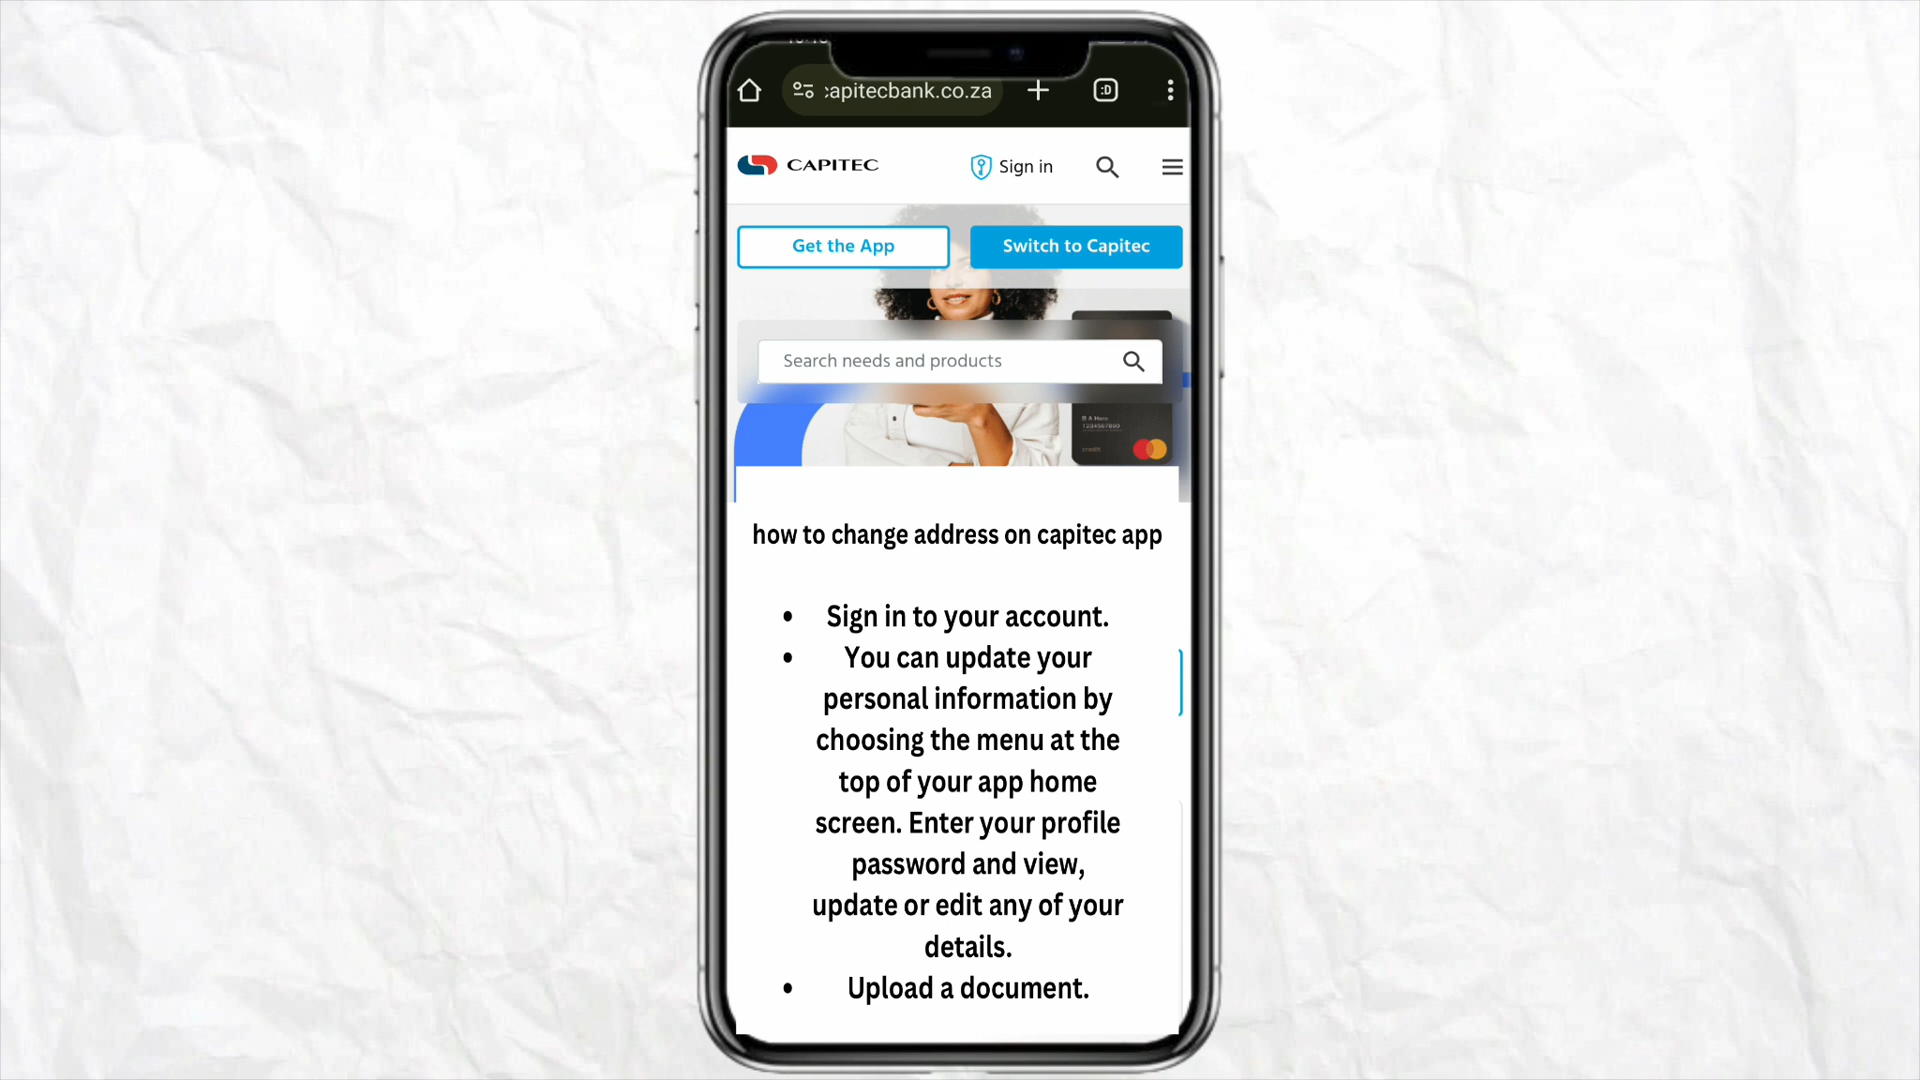 :apitecbank.co.za
:D
CAPITEC
Sign in
Get the App
Switch to Capitec
Search needs and products
1234567890
credit
how to change address on capitec app
• Sign in to your account.
• You can update your
personal information by
choosing the menu at the
top of your app home
screen. Enter your profile
password and view,
update or edit any of your
details.
• Upload a document.